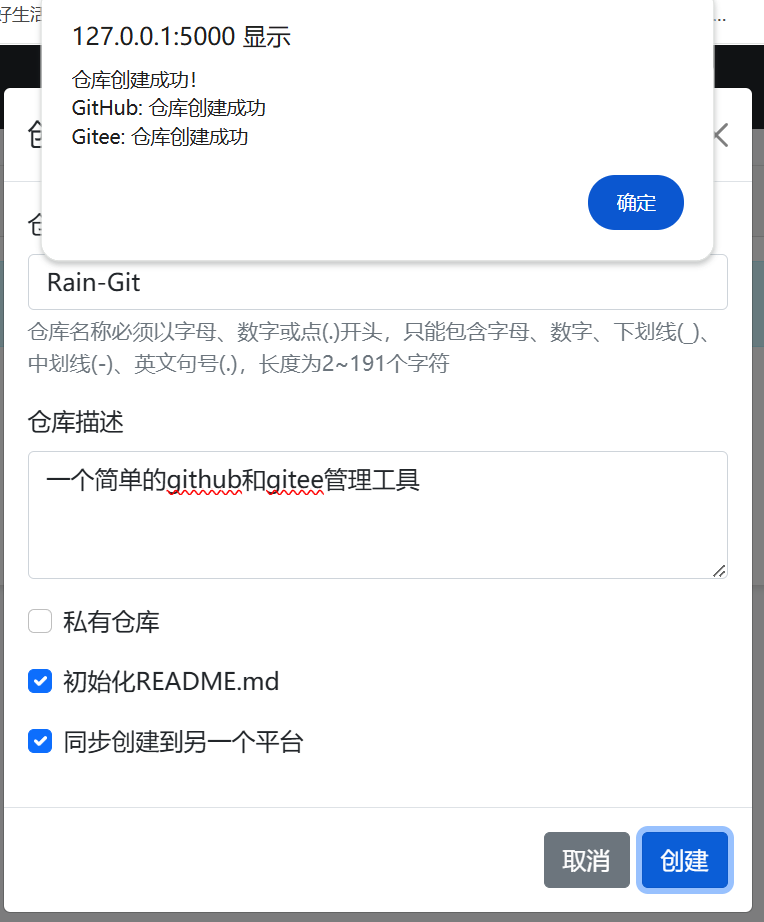 好生活
...
127.0.0.1:5000 显示
仓库创建成功！
GitHub: 仓库创建成功
Gitee: 仓库创建成功
确定
Rain-Git
仓库名称必须以字母、数字或点(.)开头，只能包含字母、数字、下划线(_)、
中划线(-)、英文句号(.)，长度为2~191个字符
仓库描述
一个简单的github和gitee管理工具
私有仓库
初始化README.md
同步创建到另一个平台
取消
创建